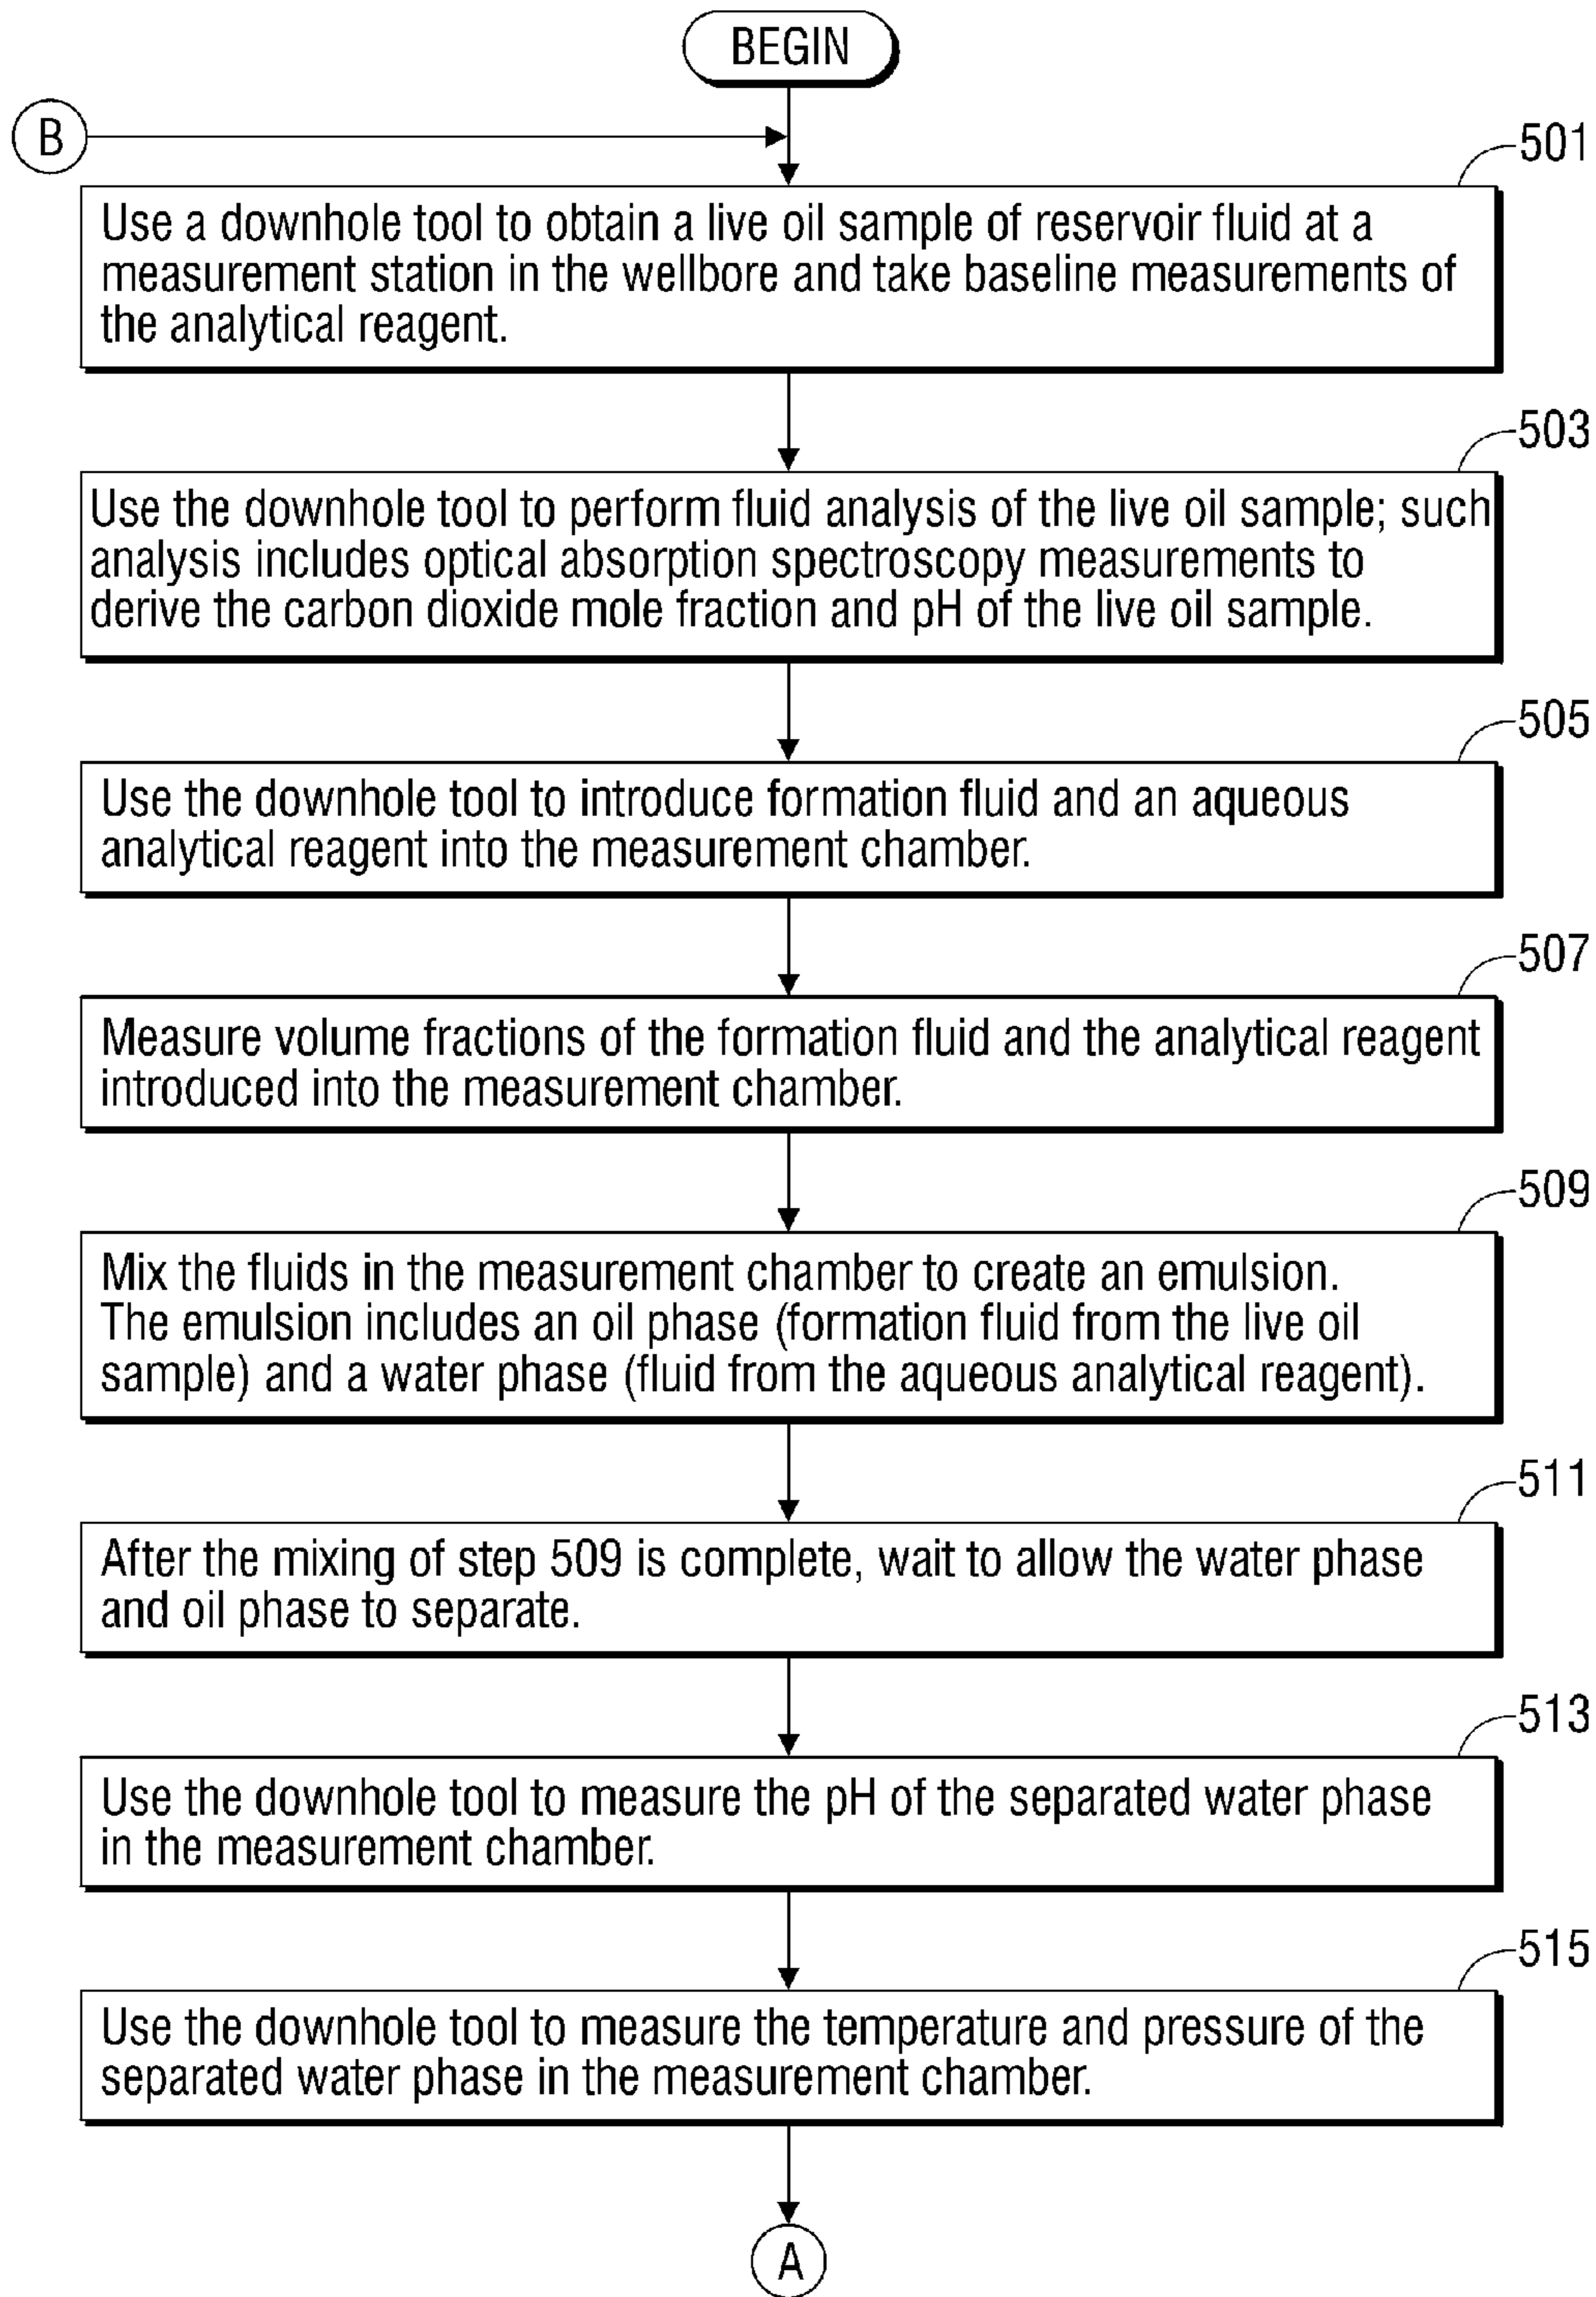 BEGIN
B
501
Use a downhole tool to obtain a live oil sample of reservoir fluid at a
measurement station in the wellbore and take baseline measurements of
the analytical reagent.
503
Use the downhole tool to perform fluid analysis of the live oil sample; such
analysis includes optical absorption spectroscopy measurements to
derive the carbon dioxide mole fraction and pH of the live oil sample.
505
Use the downhole tool to introduce formation fluid and an aqueous
analytical reagent into the measurement chamber.
507
Measure volume fractions of the formation fluid and the analytical reagent
introduced into the measurement chamber.
509
Mix the fluids in the measurement chamber to create an emulsion.
The emulsion includes an oil phase (formation fluid from the live oil
sample) and a water phase (fluid from the aqueous analytical reagent).
511
After the mixing of step 509 is complete, wait to allow the water phase
and oil phase to separate.
513
Use the downhole tool to measure the pH of the separated water phase
in the measurement chamber.
515
Use the downhole tool to measure the temperature and pressure of the
separated water phase in the measurement chamber.
A